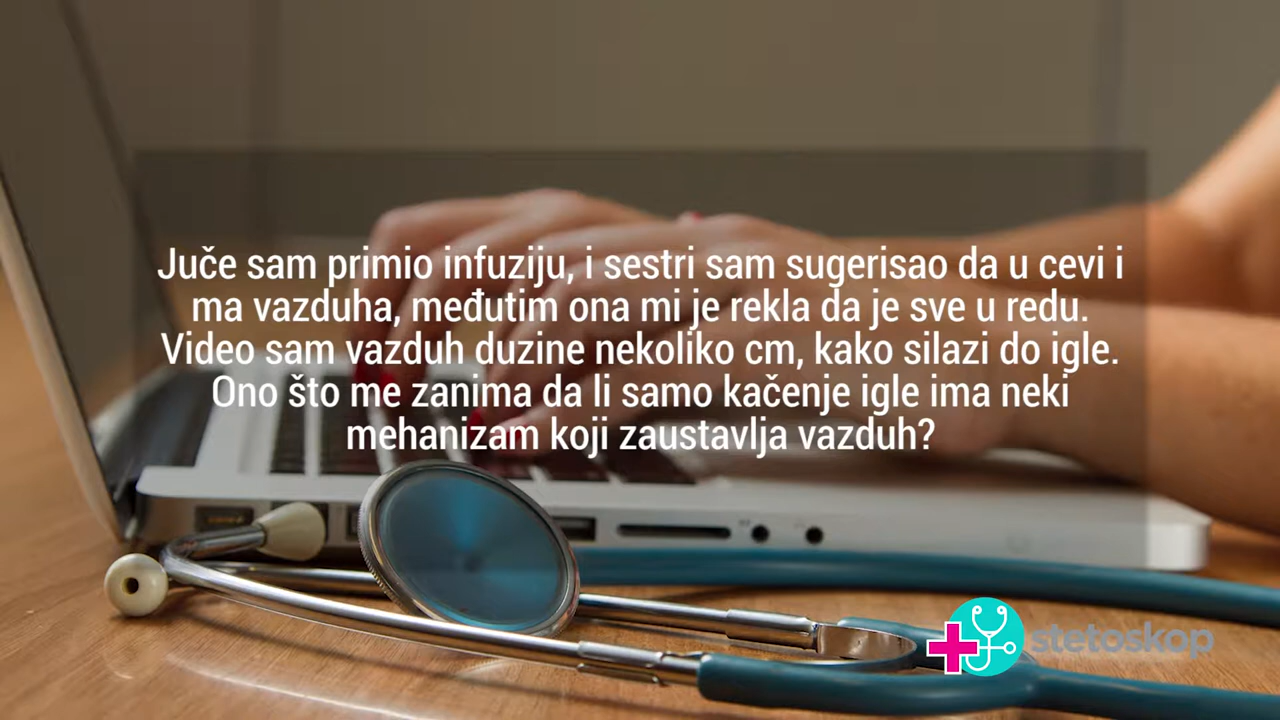 Juče sam primio infuziju, i sestri sam sugerisao da u cevi i
ma vazduha, međutim ona mi je rekla da je sve u redu.
Video sam vazduh duzine nekoliko cm, kako silazi do igle.
Ono što me zanima da li samo kačenje igle ima neki
mehanizam koji zaustavlja vazduh?
stetoskop